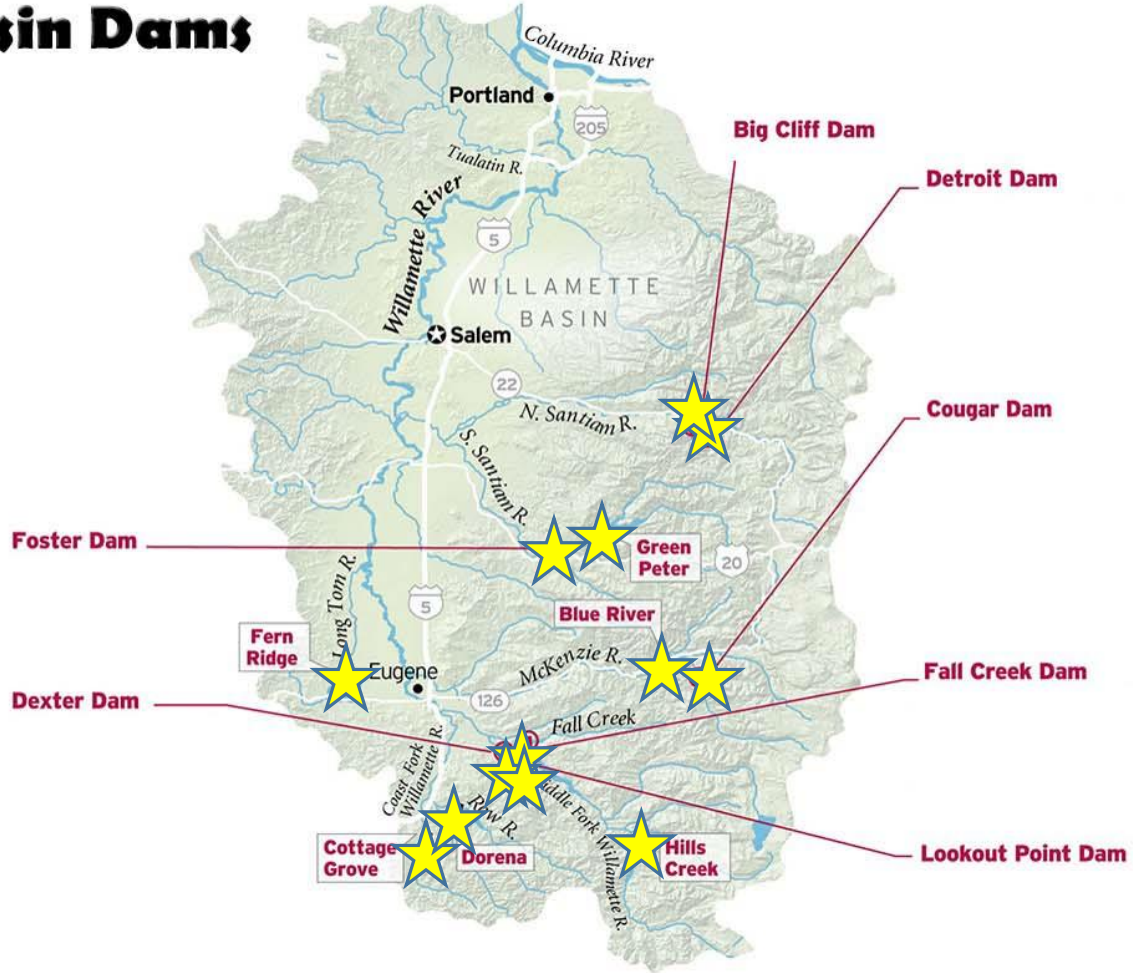 sin Dams
Columbia River
Portland
205
Big Cliff Dam
Tualatin R.
Detroit Dam
Willamette River
5
WILLAMETTE
BASIN
Salem
22
N. Santiam R.
Cougar Dam
S. Santiam R.
Foster Dam
Green
Peter
20
Long Tom R.
5
Blue River
Fern
Ridge
McKenzie R.
Eugene
Fall Creek Dam
126
Dexter Dam
Fall Creek
Coast Fork
Willamette R.
iddle Fork Willamette R.
Row R.
Cottage
Grove
Dorena
Hills
Creek
Lookout Point Dam